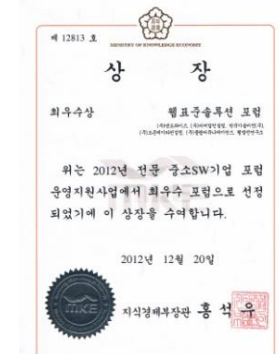 제 12813 호
MINISTRY OF KNOWLEDGE ECONOMY
상 장
최우수상 웹표준솔루션 포럼
위는 2012년 전문 중소SW기업 포럼
운영지원사업에서 최우수 포럼으로 선정
되었기에 이 상장을 수여합니다.
2012년 12월 20일
MKE
지식경제부장관 홍석우